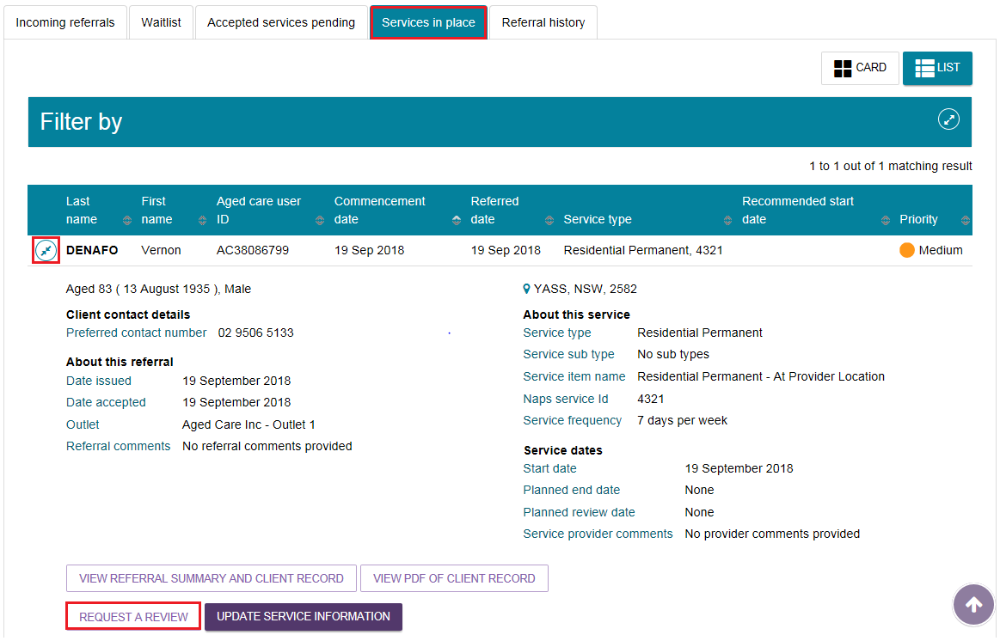 Incoming referrals Waitlist Accepted services pending Services in place Referral history
CARD LIST
Filter by
1 to 1 out of 1 matching result
Last name First name Aged care user ID Commencement date Referred date Service type Recommended start date Priority
DENAFO Vernon AC38086799 19 Sep 2018 19 Sep 2018 Residential Permanent, 4321 Medium
Aged 83 ( 13 August 1935 ), Male
Client contact details
Preferred contact number 02 9506 5133
About this referral
Date issued 19 September 2018
Date accepted 19 September 2018
Outlet Aged Care Inc - Outlet 1
Referral comments No referral comments provided
YASS, NSW, 2582
About this service
Service type Residential Permanent
Service sub type No sub types
Service item name Residential Permanent - At Provider Location
Naps service Id 4321
Service frequency 7 days per week
Service dates
Start date 19 September 2018
Planned end date None
Planned review date None
Service provider comments No provider comments provided
VIEW REFERRAL SUMMARY AND CLIENT RECORD VIEW PDF OF CLIENT RECORD
REQUEST A REVIEW UPDATE SERVICE INFORMATION